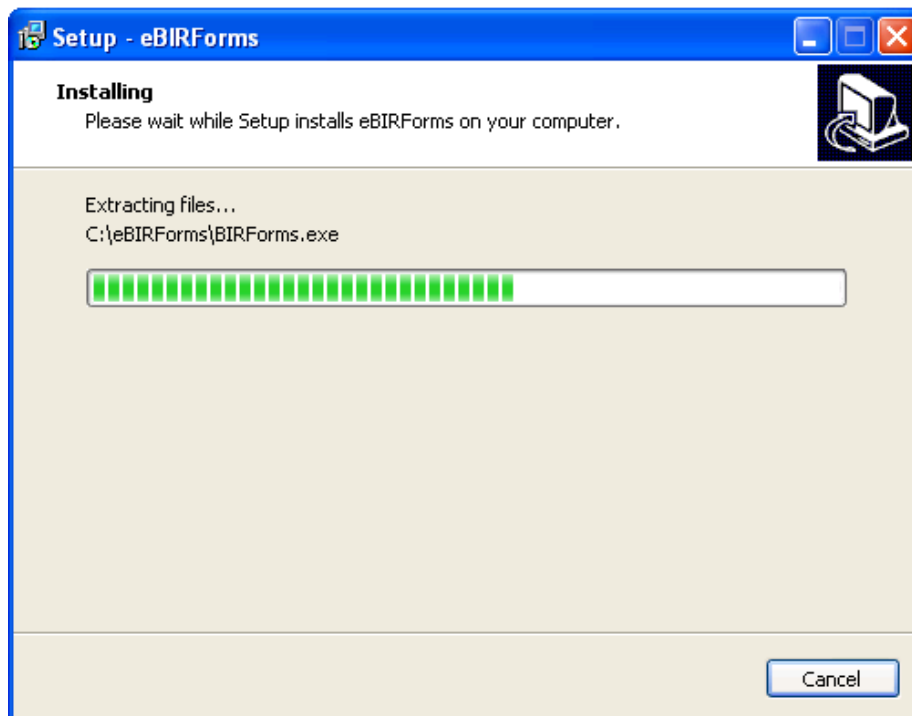 Setup - eBIRForms
Installing
Please wait while Setup installs eBIRForms on your computer.
Extracting files...
C:\eBIRForms\BIRForms.exe
Cancel